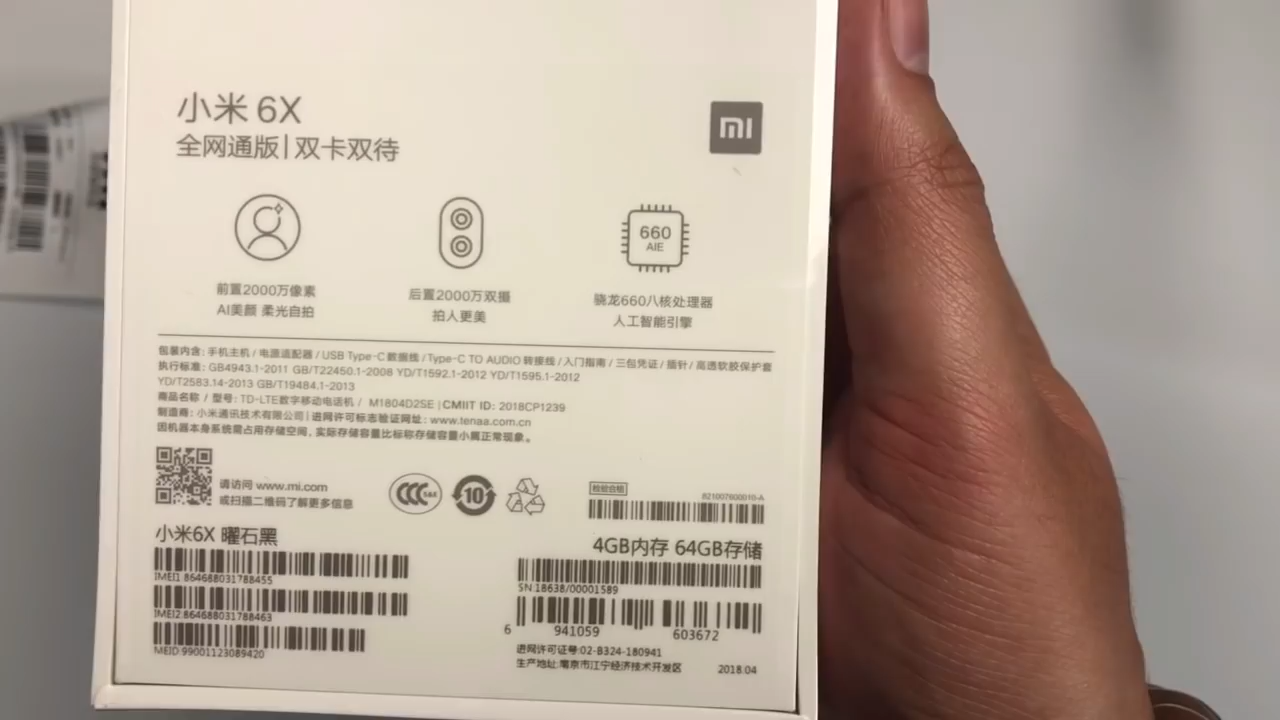 小米 6X
全网通版|双卡双待
mi
前置2000万像素
AI美颜 柔光自拍
后置2000万双摄
拍人更美
660
AIE
骁龙660八核处理器
人工智能引擎
包装内含: 手机主机 / 电源适配器 / USB Type-C 数据线 / Type-C TO AUDIO 转接线 / 入门指南 / 三包凭证 / 插针 / 高透软胶保护套
执行标准: GB4943.1-2011 GB/T22450.1-2008 YD/T1592.1-2012 YD/T1595.1-2012
YD/T2583.14-2013 GB/T19484.1-2013
商品名称 / 型号: TD-LTE数字移动电话机 / M1804D2SE | CMIIT ID: 2018CP1239
制造商: 小米通讯技术有限公司 | 进网许可标志验证网址: www.tenaa.com.cn
因机器本身系统需占用存储空间, 实际存储容量比标称存储容量小属正常现象。
请访问 www.mi.com
或扫描二维码了解更多信息
CCC S&E
10
检验合格
821007600010-A
小米6X 曜石黑
4GB内存 64GB存储
IMEI1 864688031788455
SN:18638/00001589
IMEI2 864688031788463
6 941059 603672
MEID 99001123089420
进网许可证号:02-B324-180941
生产地址:南京市江宁经济技术开发区 2018.04